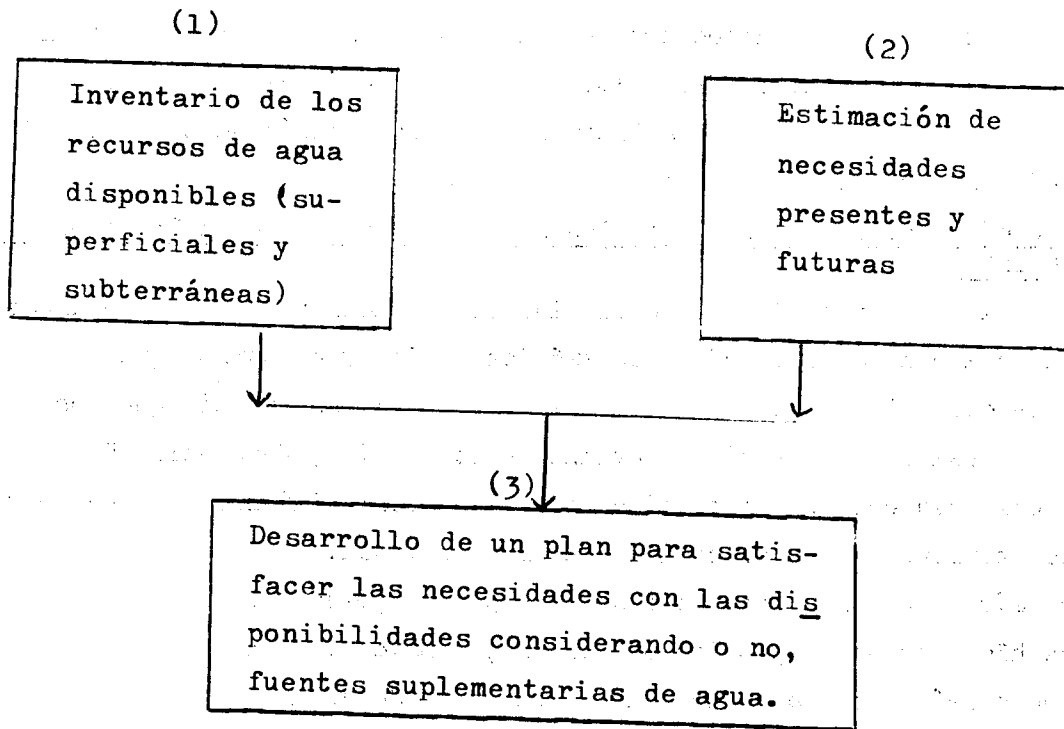 (1)
Inventario de los
recursos de agua
disponibles (su-
perficiales y
subterráneas)
(2)
Estimación de
necesidades
presentes y
futuras
(3)
Desarrollo de un plan para satis-
facer las necesidades con las dis
ponibilidades considerando o no,
fuentes suplementarias de agua.